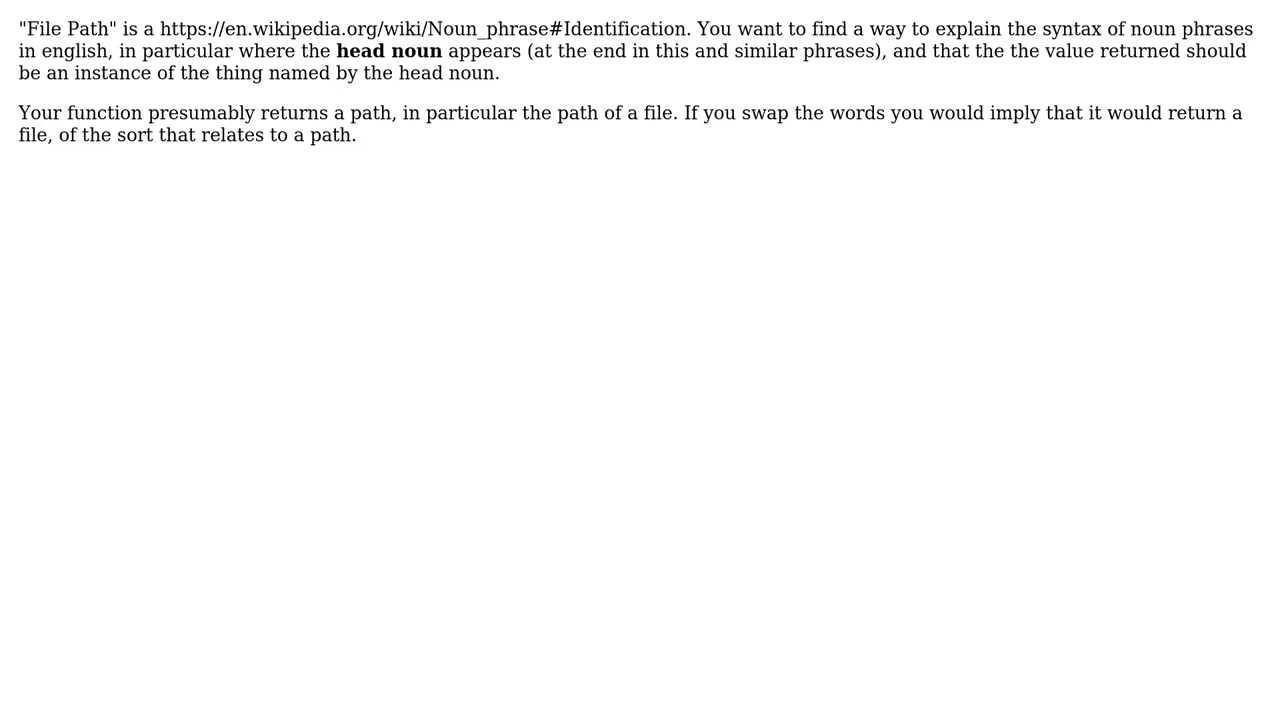 "File Path" is a https://en.wikipedia.org/wiki/Noun_phrase#Identification. You want to find a way to explain the syntax of noun phrases
in english, in particular where the head noun appears (at the end in this and similar phrases), and that the the value returned should
be an instance of the thing named by the head noun.
Your function presumably returns a path, in particular the path of a file. If you swap the words you would imply that it would return a
file, of the sort that relates to a path.